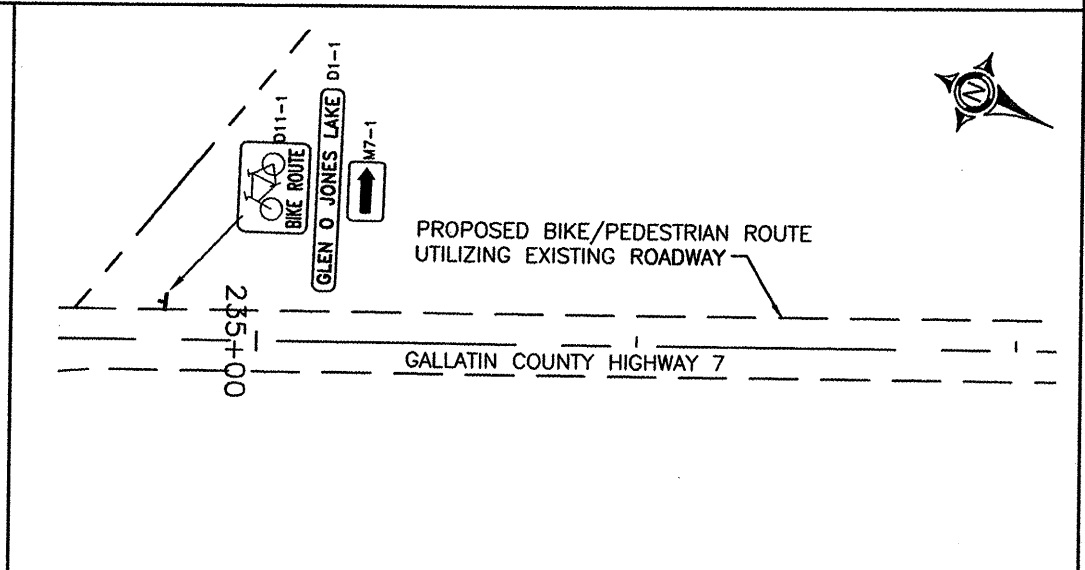 D11-1
BIKE ROUTE
GLEN O JONES LAKE
D1-1
M7-1
N
PROPOSED BIKE/PEDESTRIAN ROUTE
UTILIZING EXISTING ROADWAY
235+00
GALLATIN COUNTY HIGHWAY 7